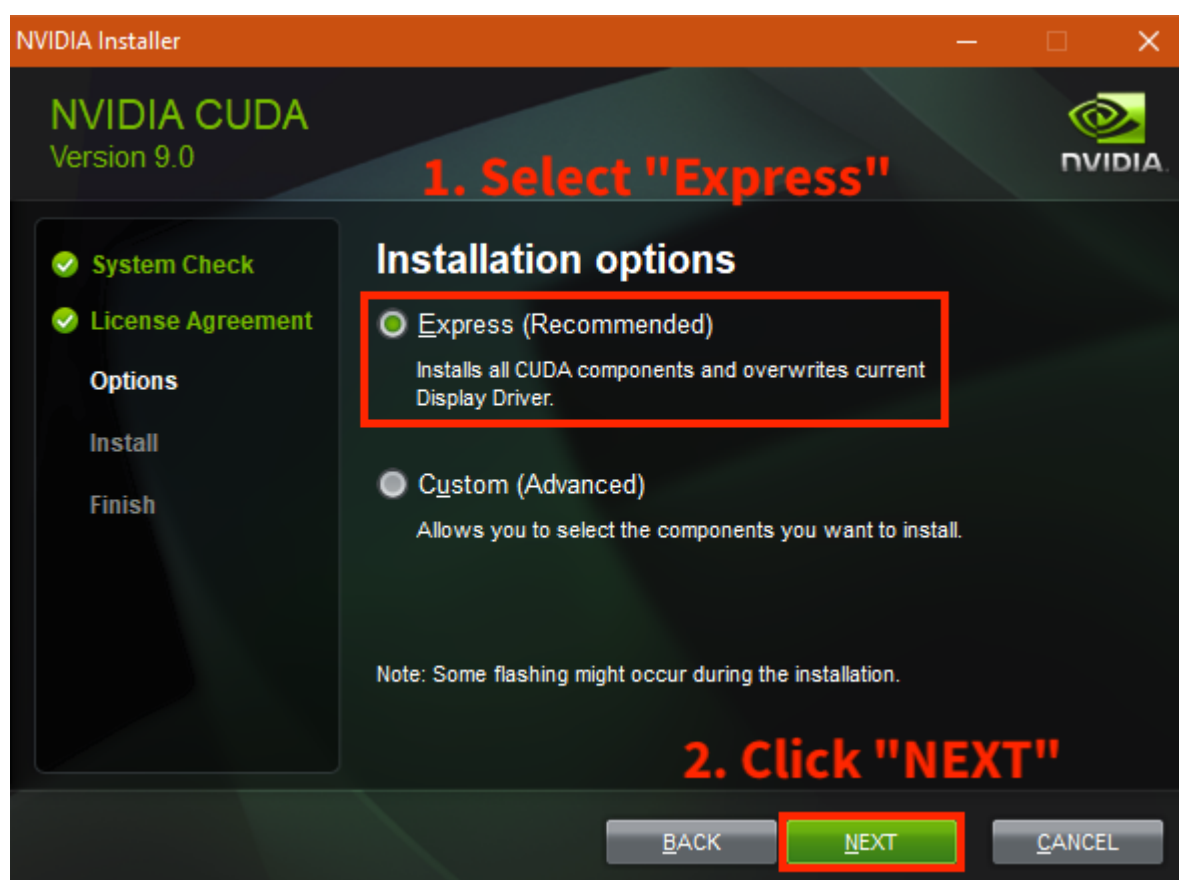 NVIDIA Installer
NVIDIA CUDA
Version 9.0
NVIDIA.
1. Select "Express"
System Check
License Agreement
Options
Install
Finish
Installation options
Express (Recommended)
Installs all CUDA components and overwrites current
Display Driver.
Custom (Advanced)
Allows you to select the components you want to install.
Note: Some flashing might occur during the installation.
2. Click "NEXT"
BACK
NEXT
CANCEL